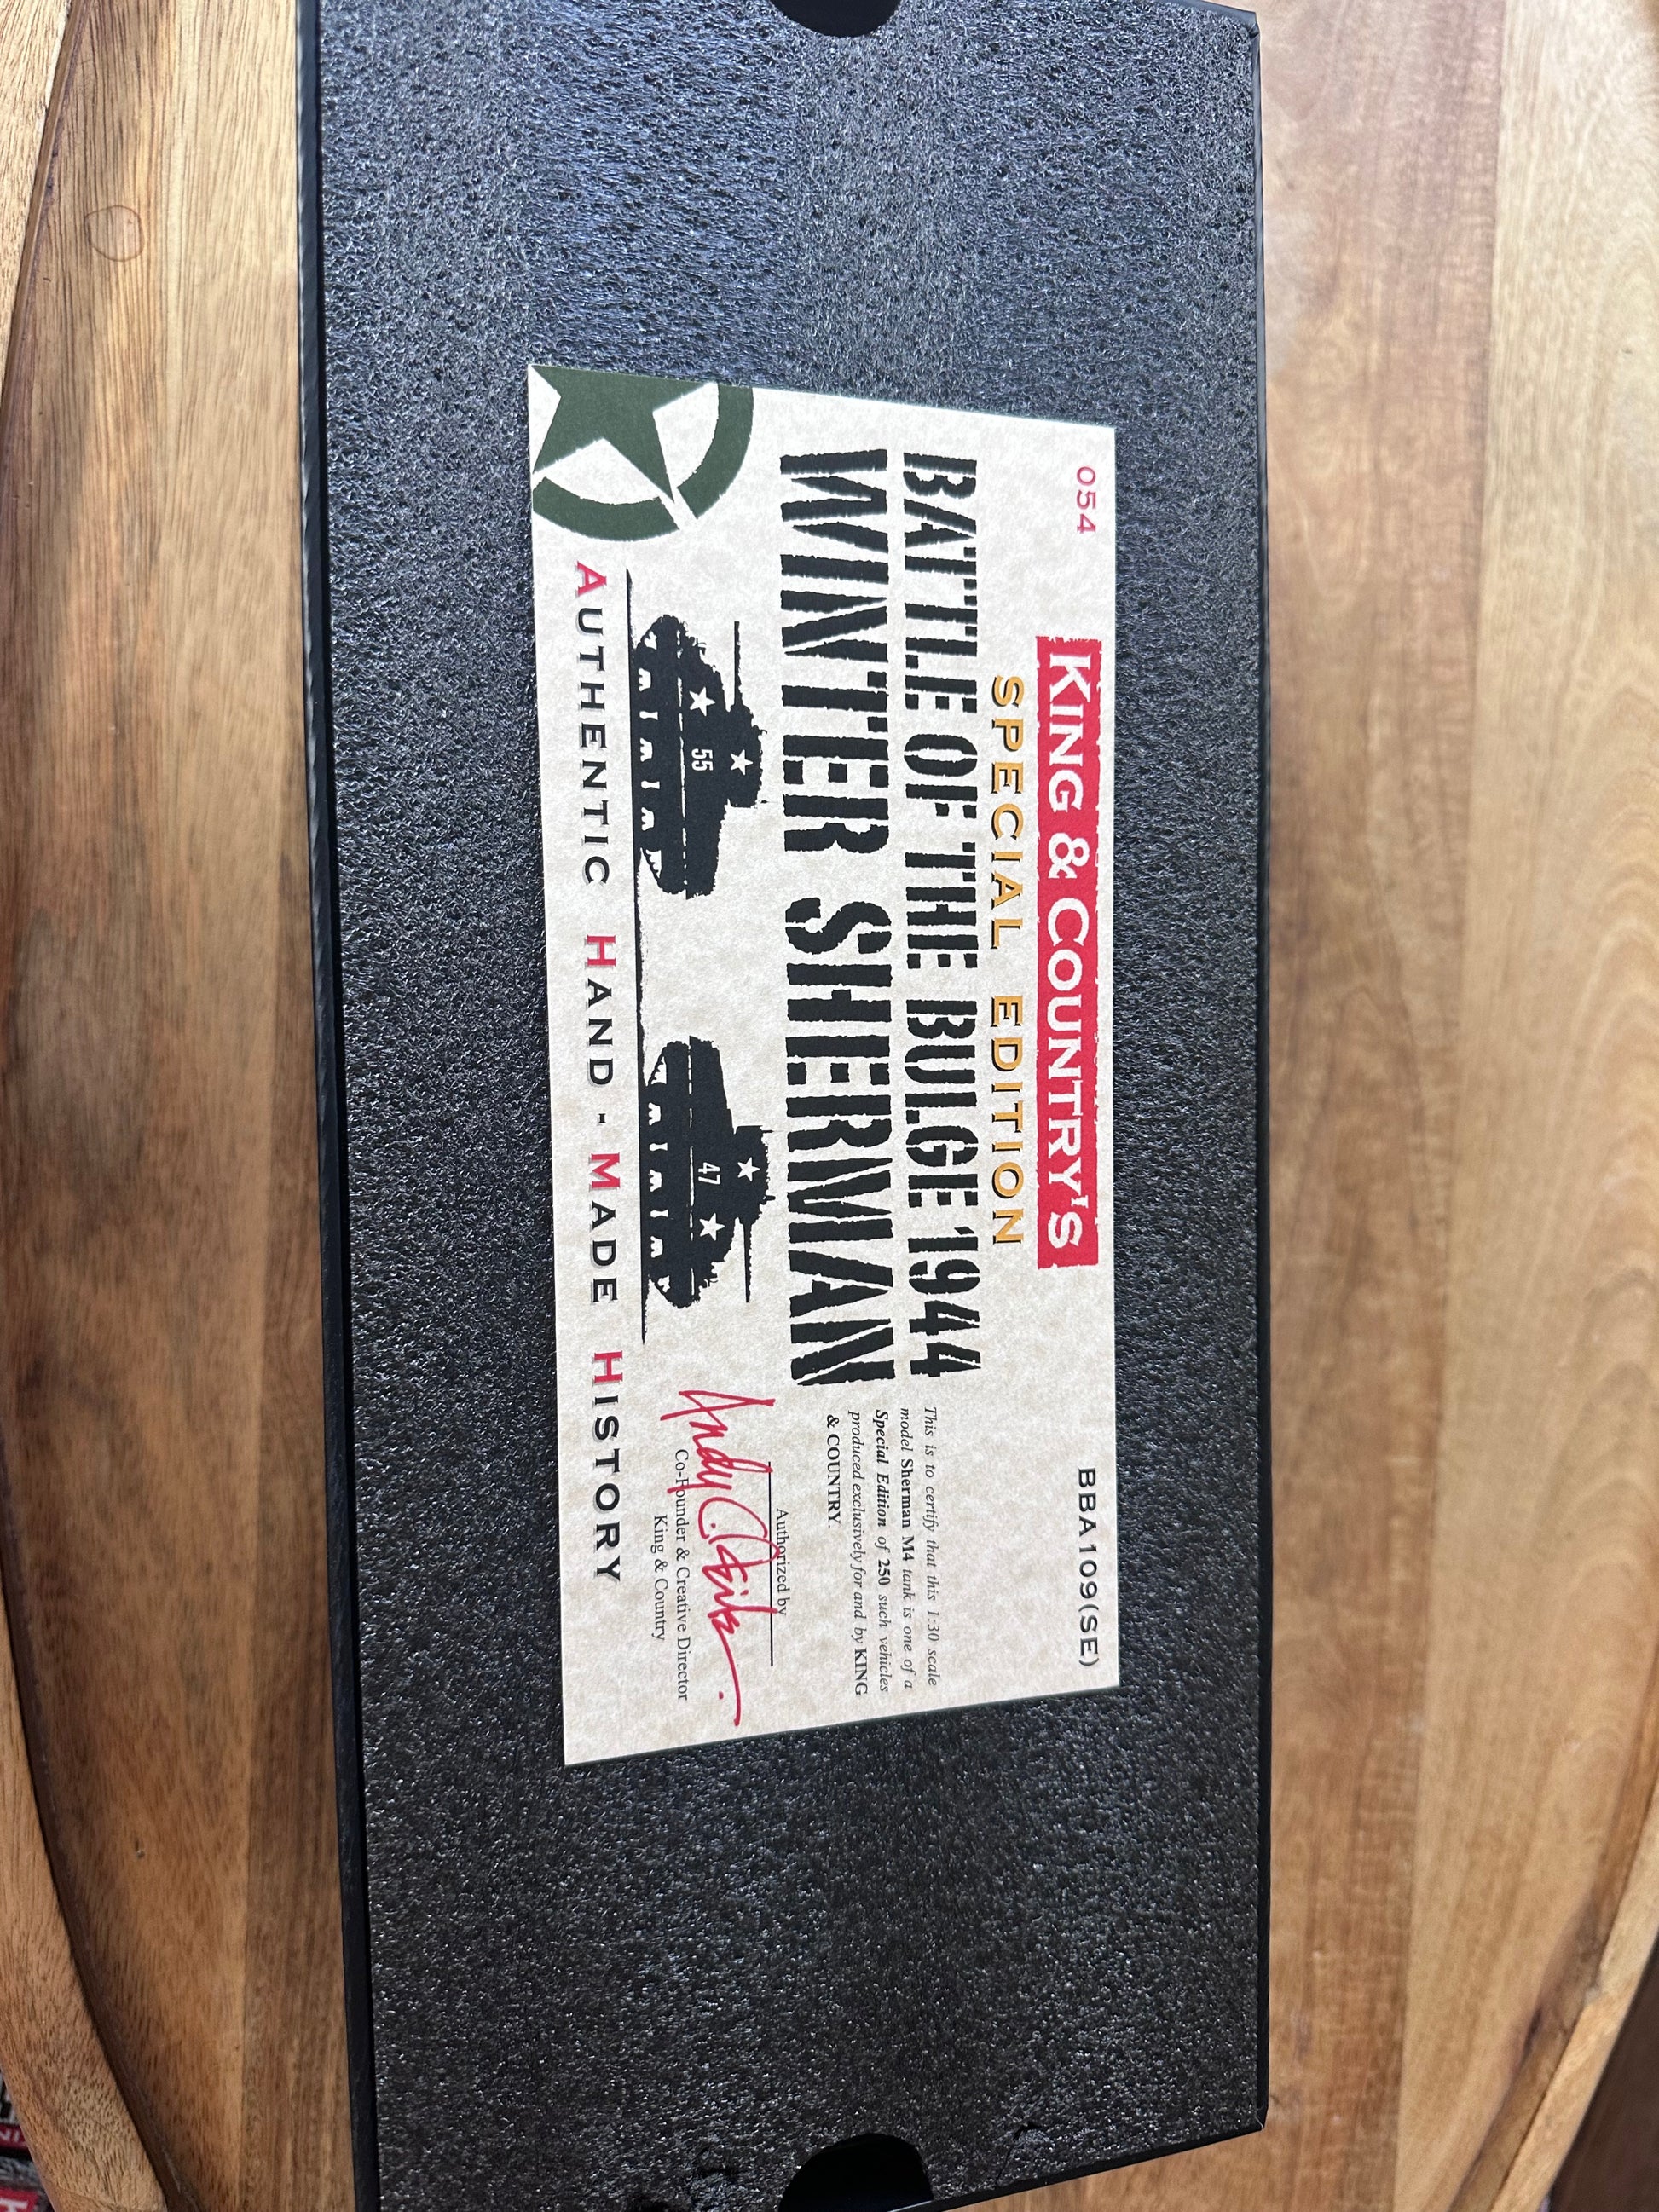 054
BBA109(SE)
KING & COUNTRY'S
SPECIAL EDITION
BATTLE OF THE BULGE 1944
WINTER SHERMAN
55
47
This is to certify that this 1:30 scale
model Sherman M4 tank is one of a
Special Edition of 250 such vehicles
produced exclusively for and by KING
& COUNTRY.
Authorized by
Co-Founder & Creative Director
King & Country
AUTHENTIC HAND - MADE HISTORY